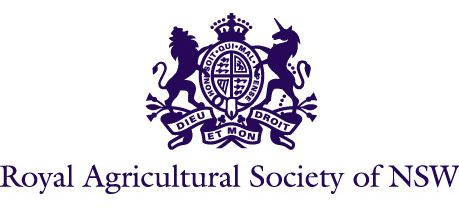 HONI·SOIT·QUI·MAL·Y·PENSE
DIEU ET MON DROIT
Royal Agricultural Society of NSW